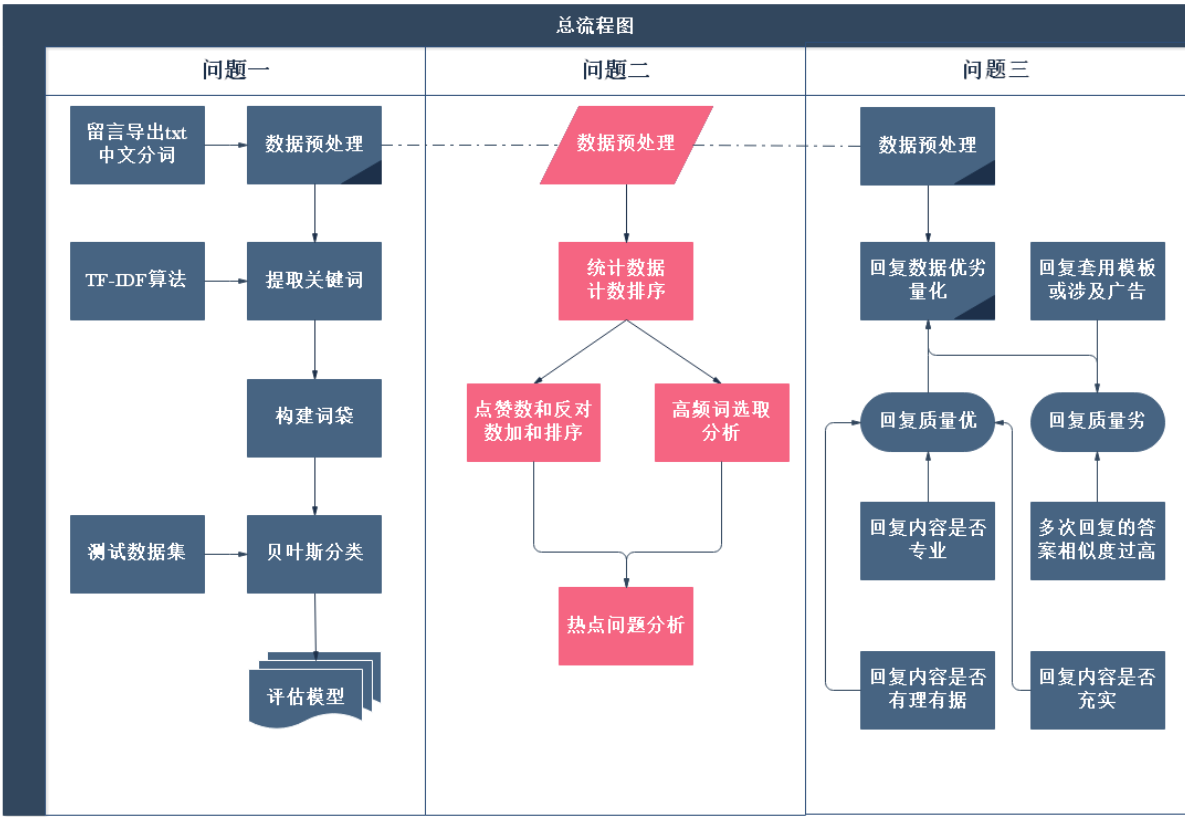 总流程图
问题一
问题二
问题三
留言导出txt
中文分词
数据预处理
TF-IDF算法
提取关键词
构建词袋
测试数据集
贝叶斯分类
评估模型
数据预处理
统计数据
计数排序
点赞数和反对
数加和排序
高频词选取
分析
热点问题分析
数据预处理
回复数据优劣
量化
回复套用模板
或涉及广告
回复质量优
回复质量劣
回复内容是否
专业
多次回复的答
案相似度过高
回复内容是否
有理有据
回复内容是否
充实